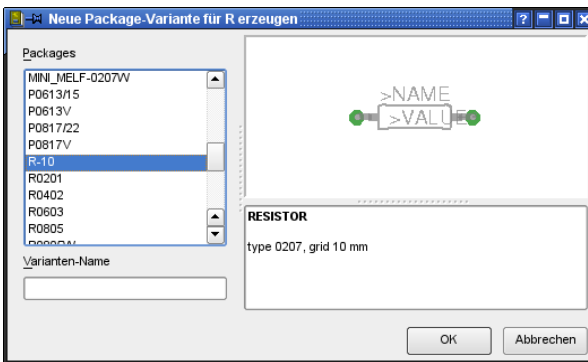 Neue Package-Variante für R erzeugen
Packages
MINI_MELF-0207W
P0613/15
P0613V
P0817/22
P0817V
R-10
R0201
R0402
R0603
R0805
Varianten-Name
>NAME
>VALUE
RESISTOR
type 0207, grid 10 mm
OK
Abbrechen